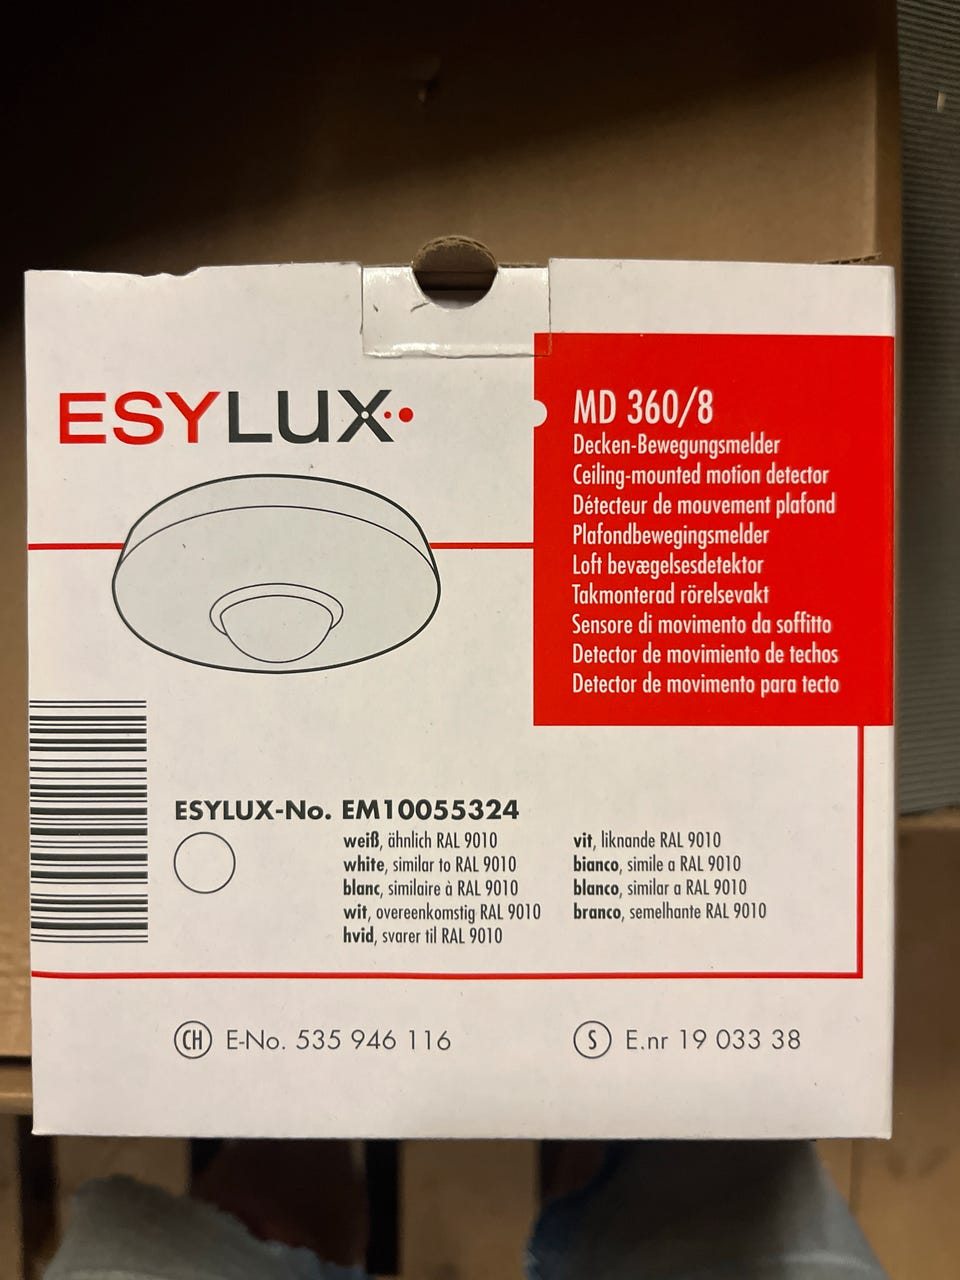 ESYLUX
MD 360/8
Decken-Bewegungsmelder
Ceiling-mounted motion detector
Détecteur de mouvement plafond
Plafondbewegingsmelder
Loft bevægelsesdetektor
Takmonterad rörelsevakt
Sensore di movimento da soffitto
Detector de movimiento de techos
Detector de movimento para tecto
ESYLUX-No. EM10055324
weiß, ähnlich RAL 9010
white, similar to RAL 9010
blanc, similaire à RAL 9010
wit, overeenkomstig RAL 9010
hvid, svarer til RAL 9010
vit, liknande RAL 9010
bianco, simile a RAL 9010
blanco, similar a RAL 9010
branco, semelhante RAL 9010
CH E-No. 535 946 116
S E.nr 19 033 38